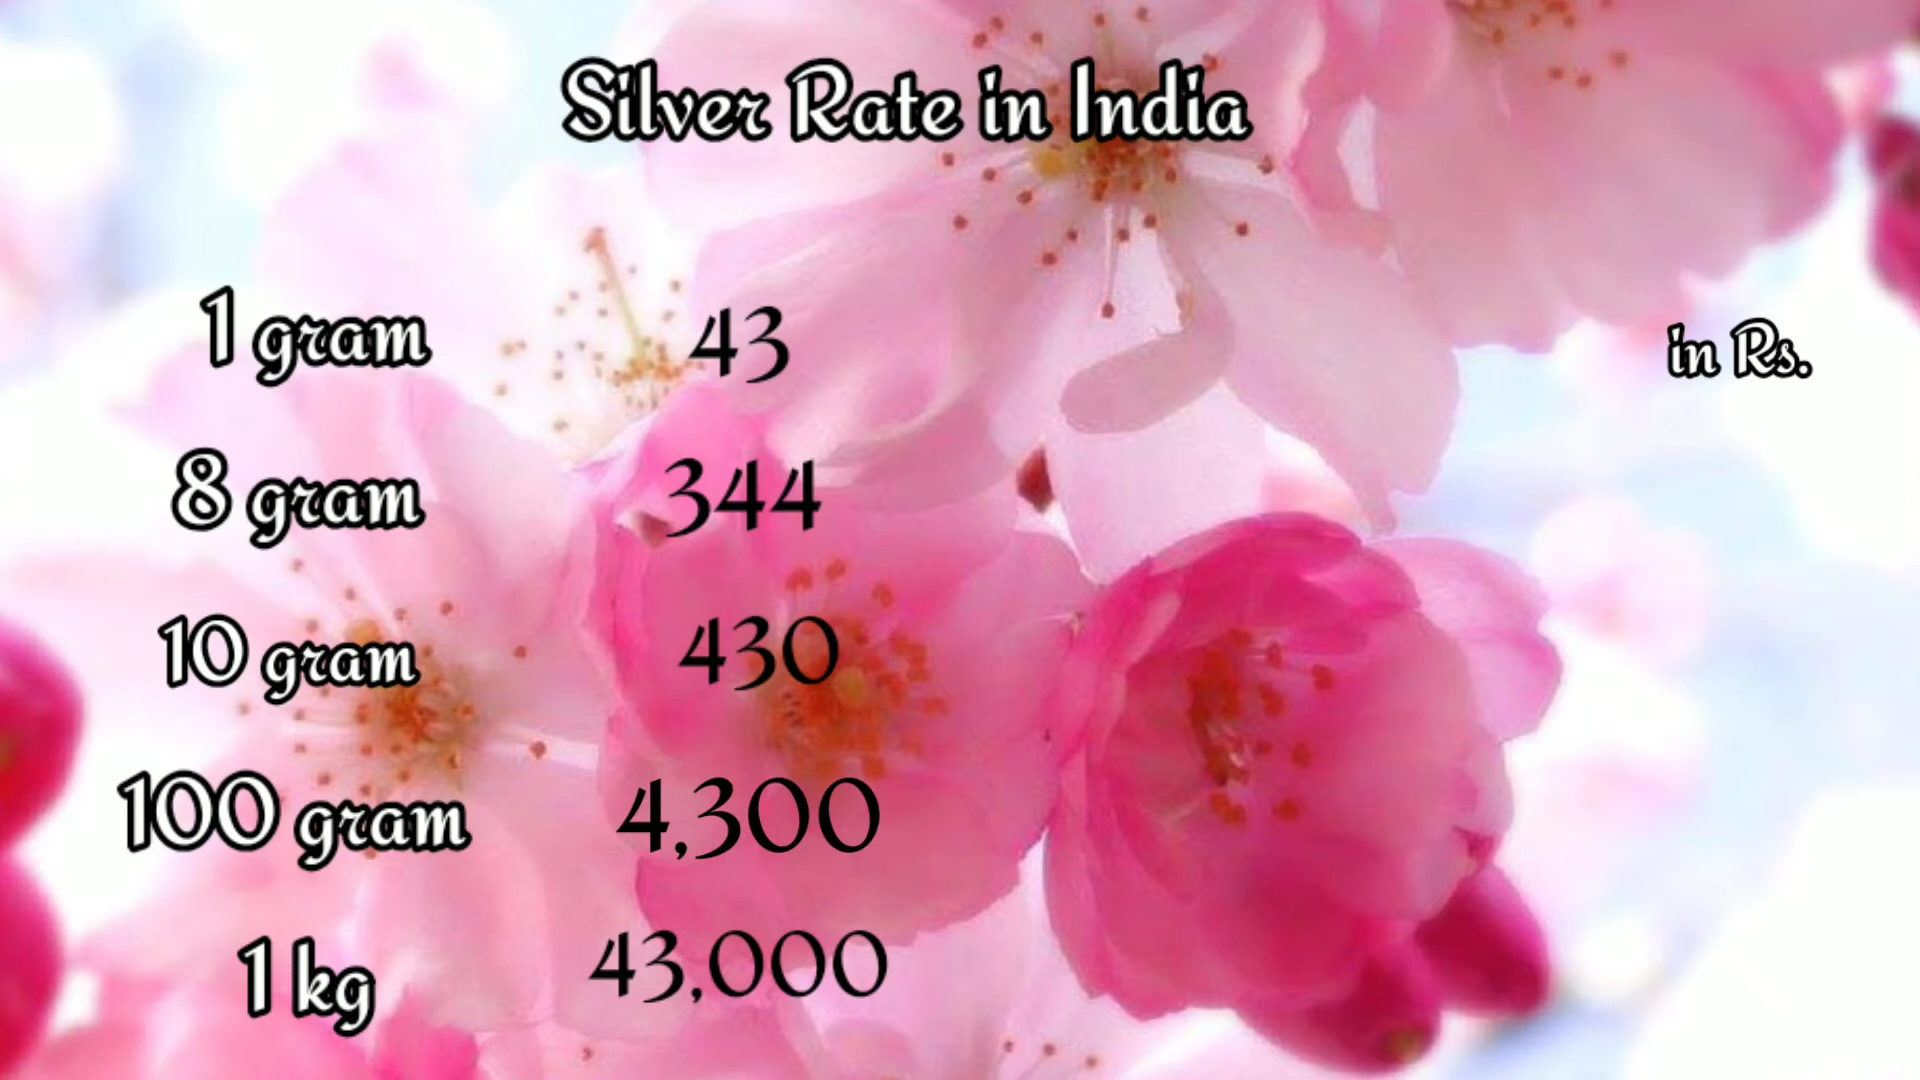 Silver Rate in India
1 gram 43 in Rs.
8 gram 344
10 gram 430
100 gram 4,300
1 kg 43,000